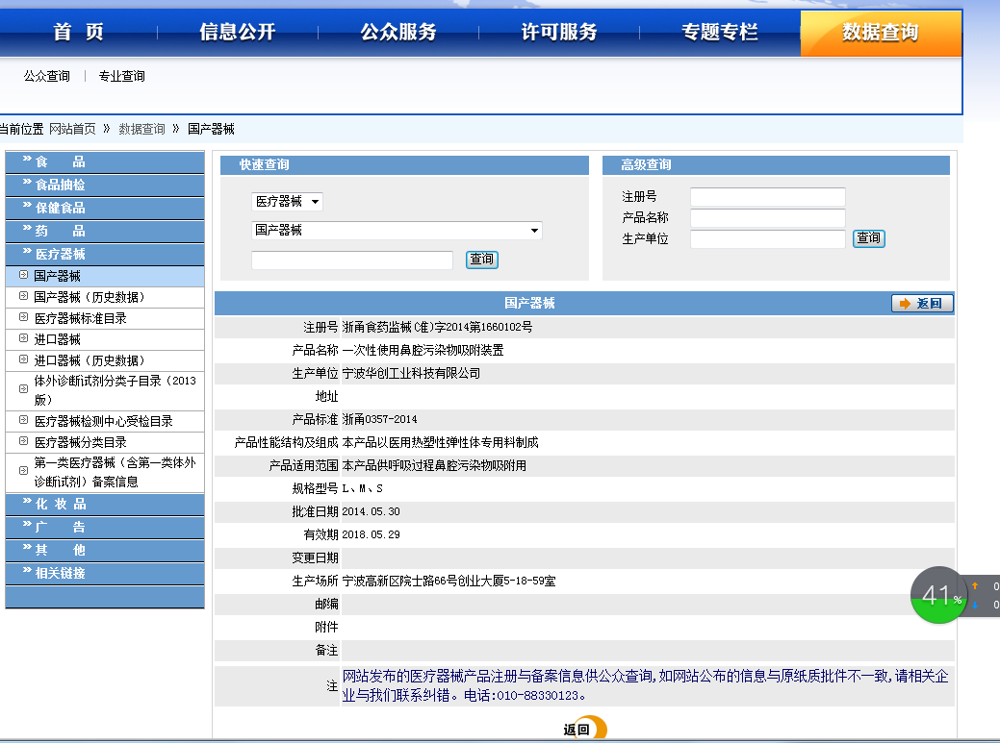 首 页
信息公开
公众服务
许可服务
专题专栏
数据查询
公众查询 | 专业查询
当前位置 网站首页 》 数据查询 》 国产器械
食 品
食品抽检
保健食品
药 品
医疗器械
国产器械
国产器械（历史数据）
医疗器械标准目录
进口器械
进口器械（历史数据）
体外诊断试剂分类子目录（2013
版）
医疗器械检测中心受检目录
医疗器械分类目录
第一类医疗器械（含第一类体外
诊断试剂）备案信息
化 妆 品
广 告
其 他
相关链接
快速查询
医疗器械
国产器械
查询
高级查询
注册号
产品名称
生产单位
查询
国产器械
返回
注册号 浙甬食药监械(准)字2014第1660102号
产品名称 一次性使用鼻腔污染物吸附装置
生产单位 宁波华创工业科技有限公司
地址
产品标准 浙甬0357-2014
产品性能结构及组成 本产品以医用热塑性弹性体专用料制成
产品适用范围 本产品供呼吸过程鼻腔污染物吸附用
规格型号 L、M、S
批准日期 2014.05.30
有效期 2018.05.29
变更日期
生产场所 宁波高新区院士路66号创业大厦5-18-59室
邮编
附件
备注
注 网站发布的医疗器械产品注册与备案信息供公众查询,如网站公布的信息与原纸质批件不一致,请相关企
业与我们联系纠错。电话:010-88330123。
返回
41%
0
0